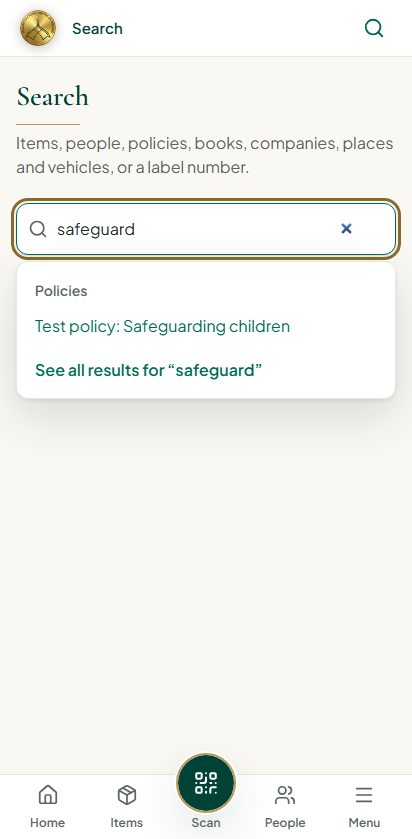 Search
Search
Items, people, policies, books, companies, places
and vehicles, or a label number.
safeguard
Policies
Test policy: Safeguarding children
See all results for “safeguard”
Home
Items
Scan
People
Menu